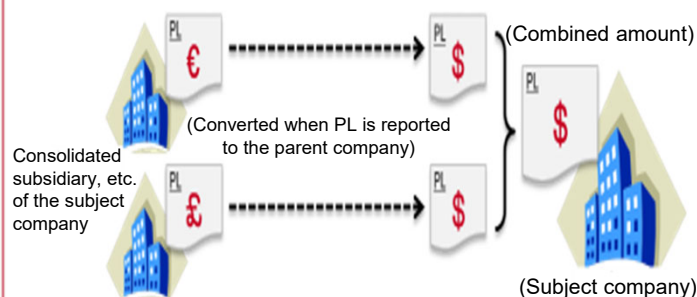 PL
€
PL
$
(Combined amount)
PL
$
(Converted when PL is reported
to the parent company)
Consolidated
subsidiary, etc.
of the subject
company
PL
£
PL
$
(Subject company)